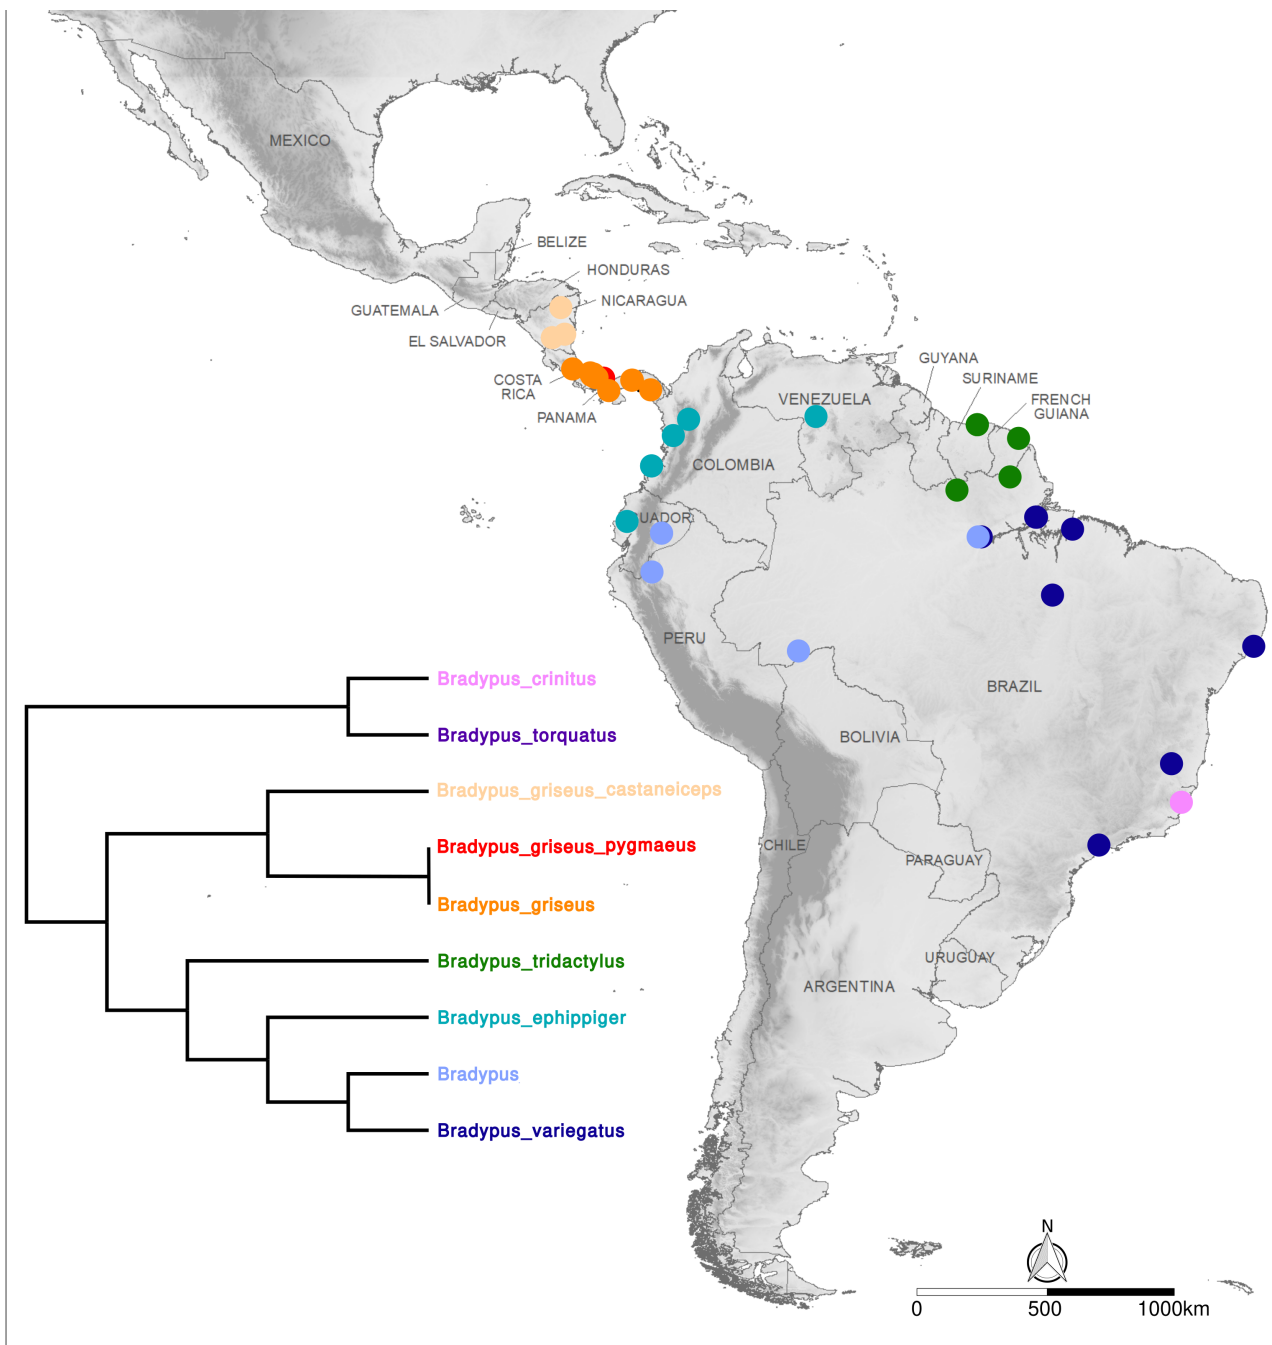 MEXICO
BELIZE
HONDURAS
NICARAGUA
GUATEMALA
EL SALVADOR
COSTA
RICA
PANAMA
GUYANA
SURINAME
FRENCH
GUIANA
VENEZUELA
COLOMBIA
UADOR
PERU
BRAZIL
BOLIVIA
CHILE
PARAGUAY
URUGUAY
ARGENTINA
Bradypus_crinitus
Bradypus_torquatus
Bradypus_griseus_castaneiceps
Bradypus_griseus_pygmaeus
Bradypus_griseus
Bradypus_tridactylus
Bradypus_ephippiger
Bradypus
Bradypus_variegatus
N
0 500 1000km